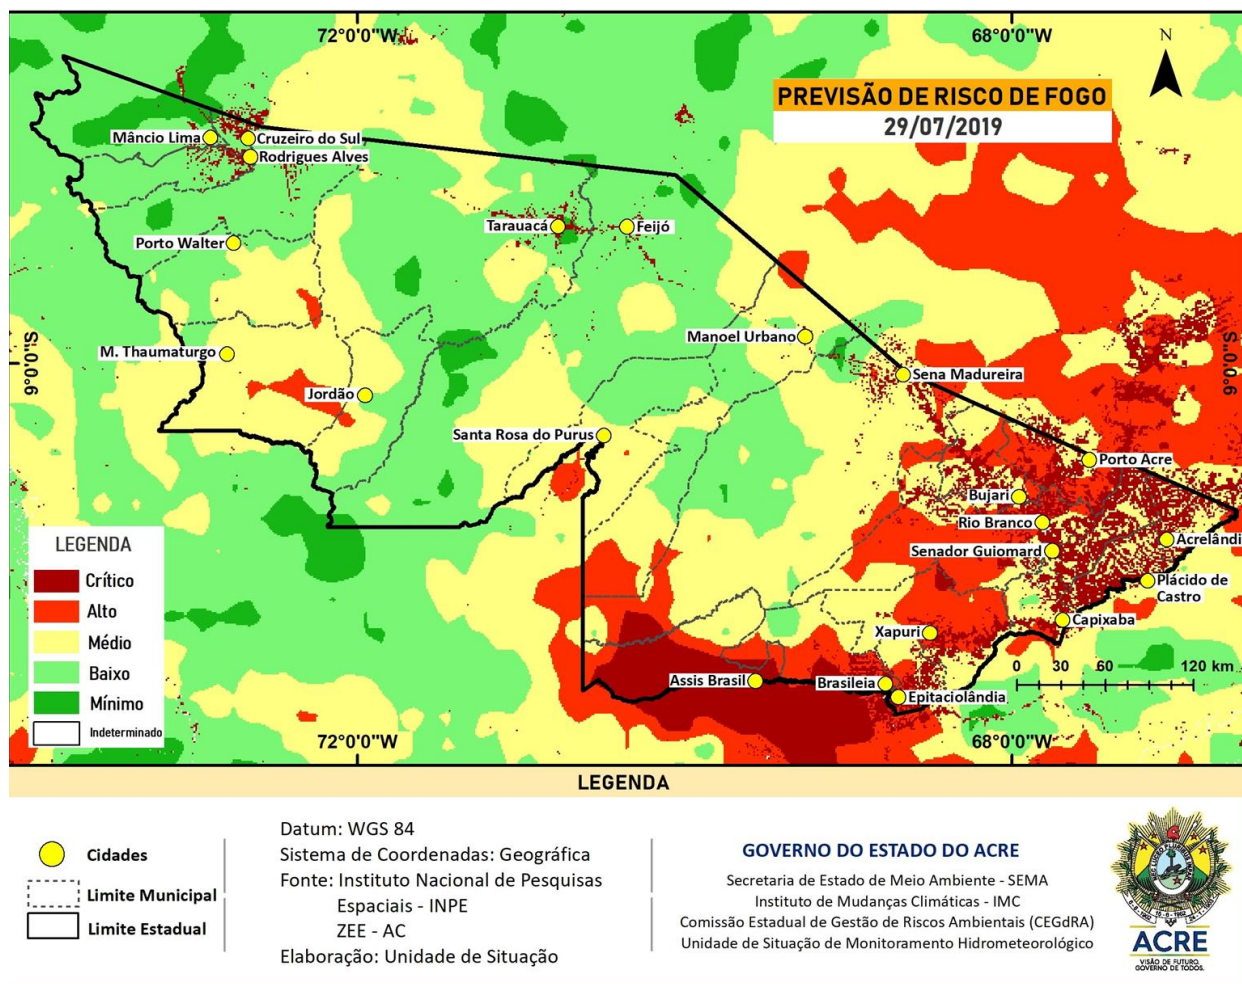 72°0'0"W
68°0'0"W
N
PREVISÃO DE RISCO DE FOGO
29/07/2019
Mâncio Lima
Cruzeiro do Sul
Rodrigues Alves
Tarauacá
Feijó
Porto Walter
Manoel Urbano
M. Thaumaturgo
9°0'0"S
9°0'0"S
Sena Madureira
Jordão
Santa Rosa do Purus
Porto Acre
Bujari
Rio Branco
Acrelândi
Senador Guiomard
Plácido de
Castro
Capixaba
Xapuri
Assis Brasil
Brasileia
Epitaciolândia
0 30 60 120 km
LEGENDA
Crítico
Alto
Médio
Baixo
Mínimo
Indeterminado
72°0'0"W
68°0'0"W
LEGENDA
Cidades
Limite Municipal
Limite Estadual
Datum: WGS 84
Sistema de Coordenadas: Geográfica
Fonte: Instituto Nacional de Pesquisas
Espaciais - INPE
ZEE - AC
Elaboração: Unidade de Situação
GOVERNO DO ESTADO DO ACRE
Secretaria de Estado de Meio Ambiente - SEMA
Instituto de Mudanças Climáticas - IMC
Comissão Estadual de Gestão de Riscos Ambientais (CEGdRA)
Unidade de Situação de Monitoramento Hidrometeorológico
ACRE
VISÃO DE FUTURO.
GOVERNO DE TODOS.